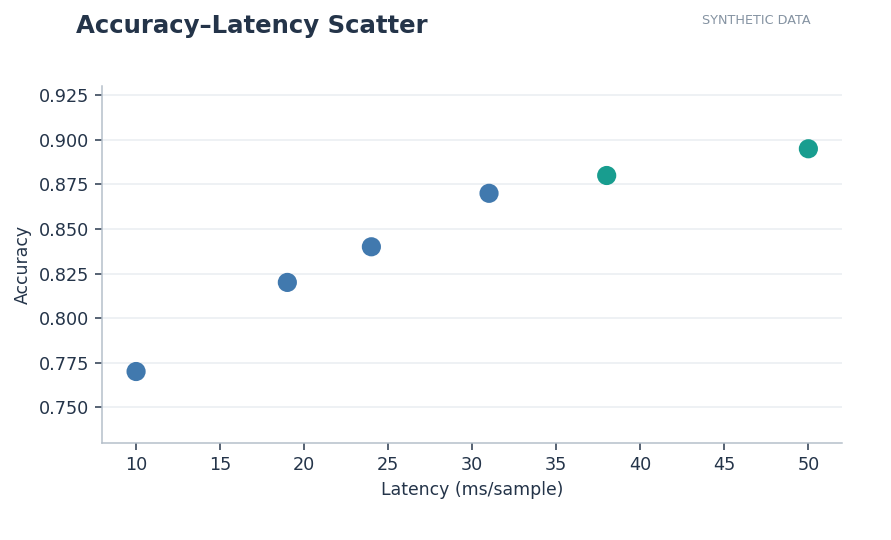 Accuracy–Latency Scatter
SYNTHETIC DATA
0.925
0.900
0.875
0.850
0.825
0.800
0.775
0.750
Accuracy
10 15 20 25 30 35 40 45 50
Latency (ms/sample)